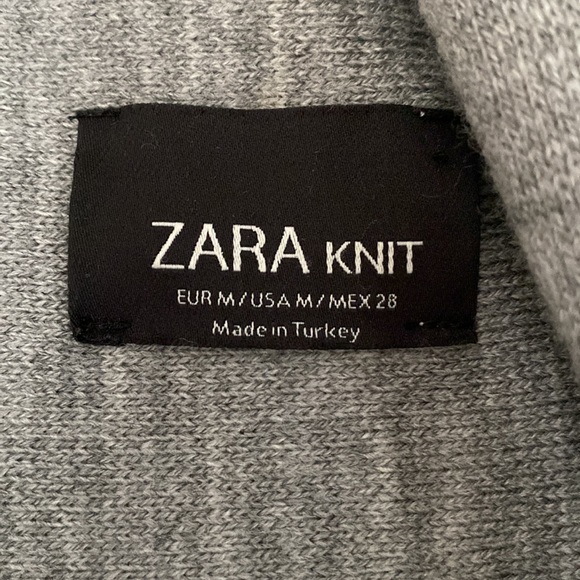 ZARA KNIT
EUR M/USA M/MEX 28
Made in Turkey